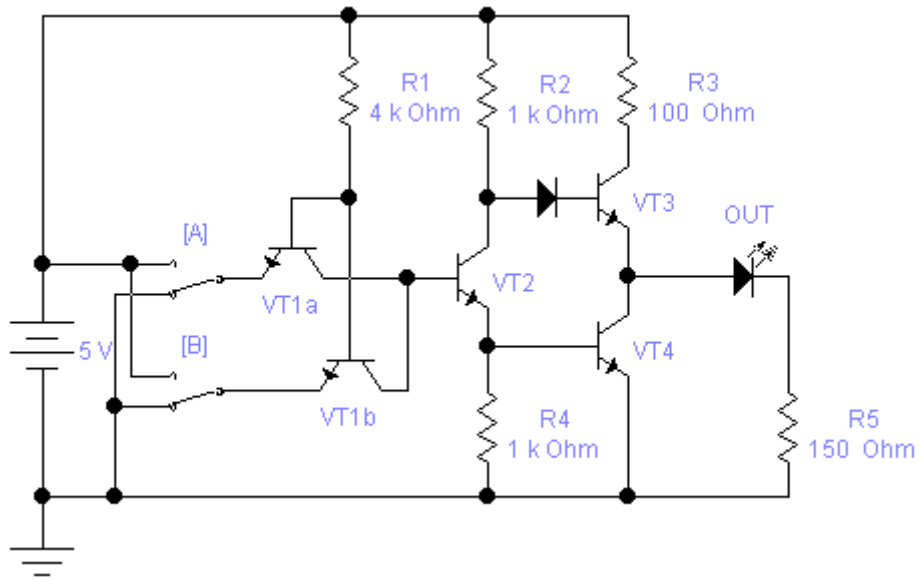 R1
4 k Ohm
R2
1 k Ohm
R3
100 Ohm
[A]
VT1a
VT2
VT3
OUT
5 V
[B]
VT1b
VT4
R4
1 k Ohm
R5
150 Ohm